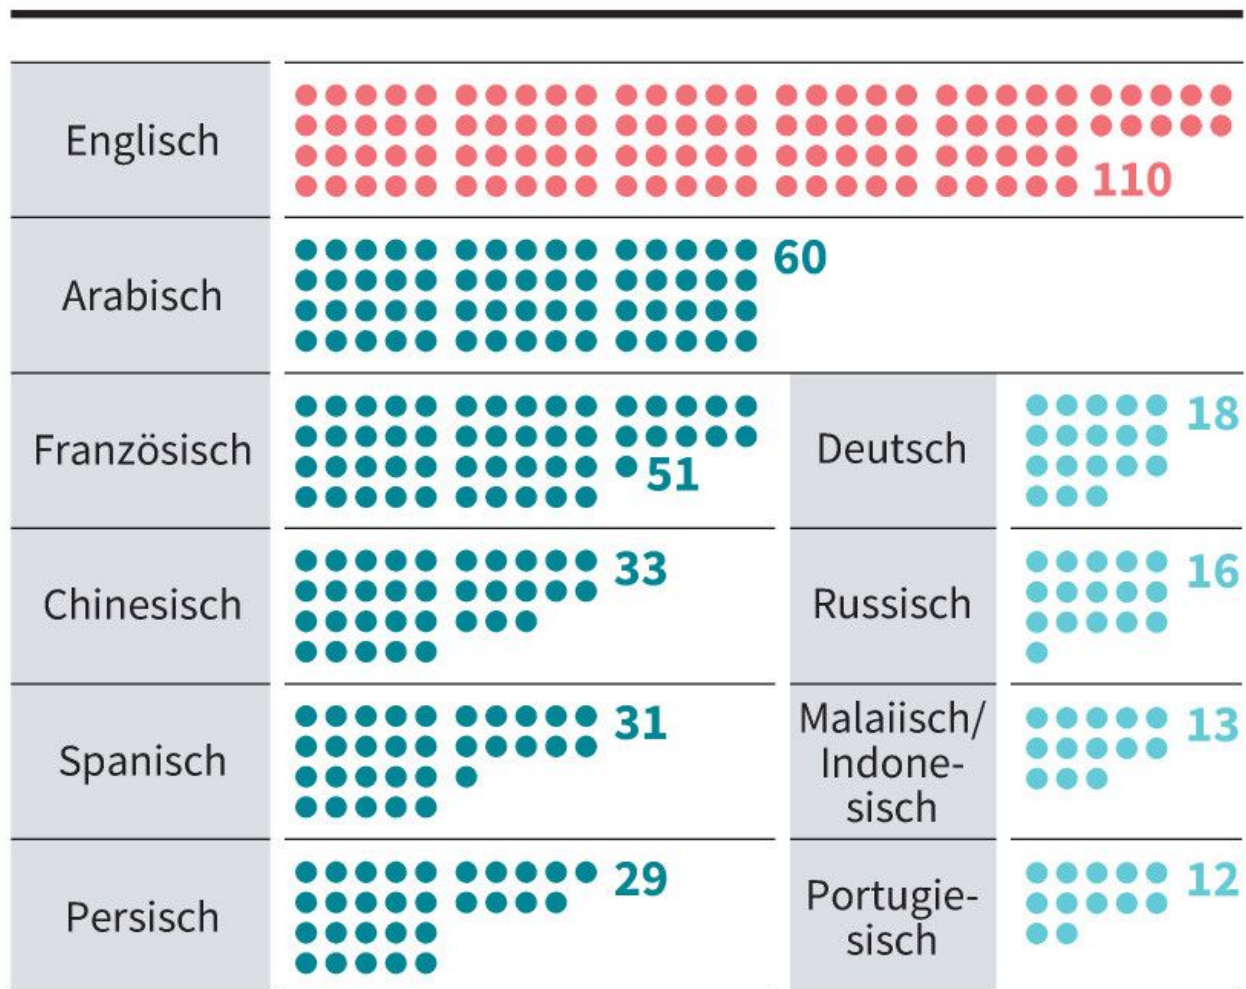 Englisch
110
Arabisch
60
Französisch
51
Deutsch
18
Chinesisch
33
Russisch
16
Spanisch
31
Malaiisch/
Indone-
sisch
13
Persisch
29
Portugie-
sisch
12